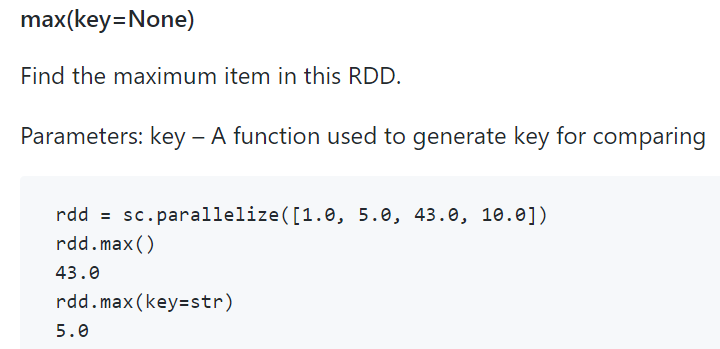 max(key=None)
Find the maximum item in this RDD.
Parameters: key – A function used to generate key for comparing
rdd = sc.parallelize([1.0, 5.0, 43.0, 10.0])
rdd.max()
43.0
rdd.max(key=str)
5.0